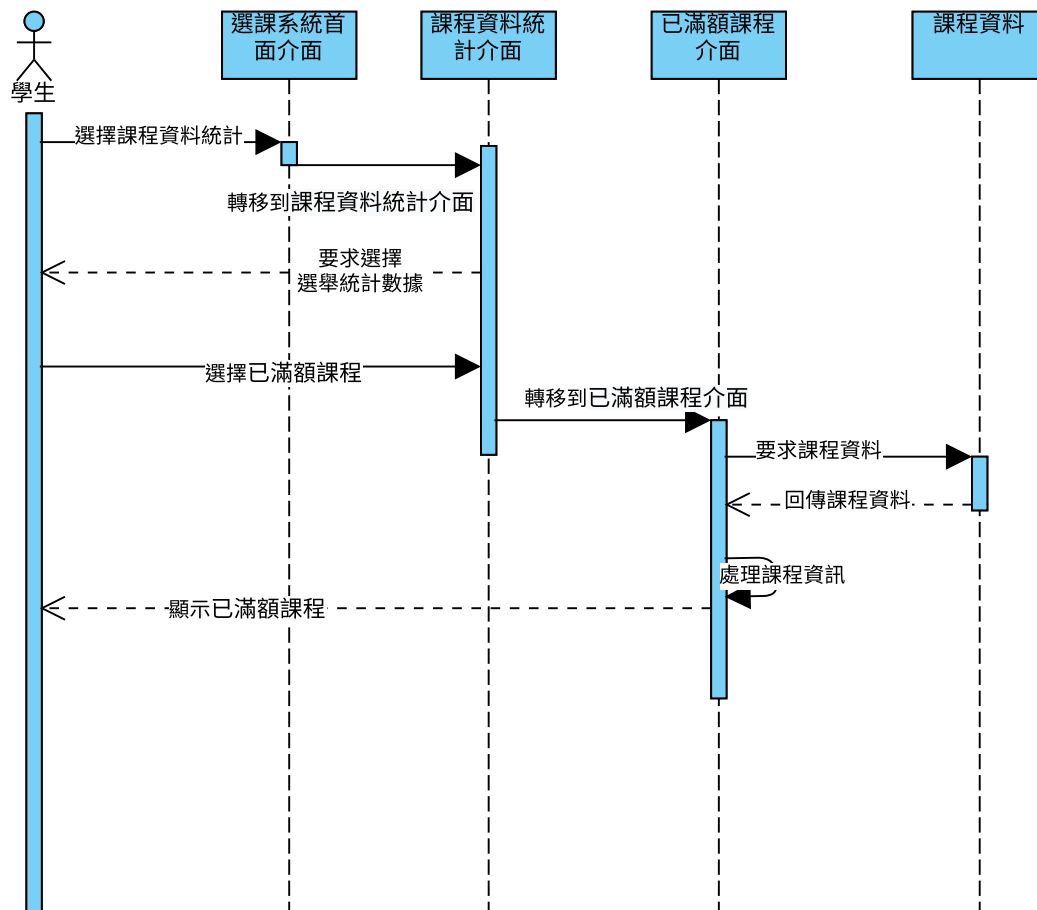 選課系統首
面介面
課程資料統
計介面
已滿額課程
介面
課程資料
學生
選擇課程資料統計
轉移到課程資料統計介面
要求選擇
選舉統計數據
選擇已滿額課程
轉移到已滿額課程介面
要求課程資料
回傳課程資料
處理課程資訊
顯示已滿額課程